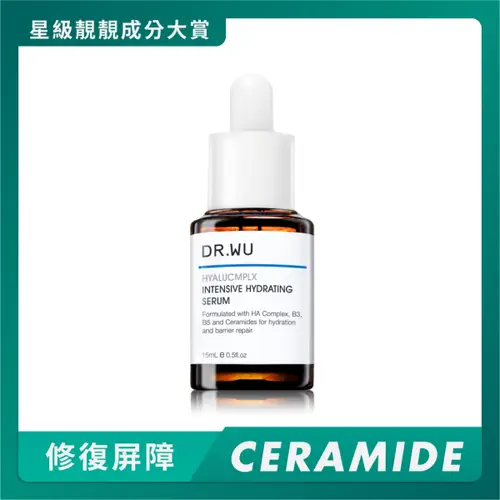 星級靚靚成分大賞
DR.WU
HYALUCMPLX
INTENSIVE HYDRATING
SERUM
Formulated with HA Complex, B3,
B5 and Ceramides for hydration
and barrier repair.
15mL e 0.5fl.oz
修復屏障
CERAMIDE